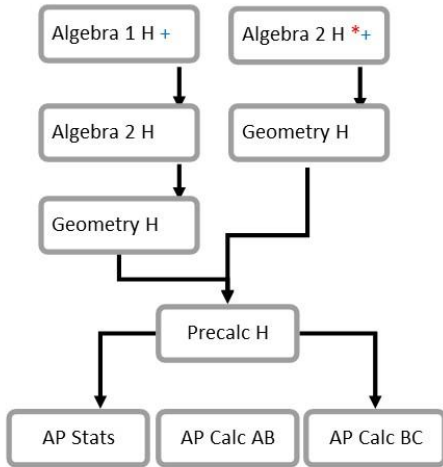 Algebra 1 H +
Algebra 2 H *+
Algebra 2 H
Geometry H
Geometry H
Precalc H
AP Stats
AP Calc AB
AP Calc BC